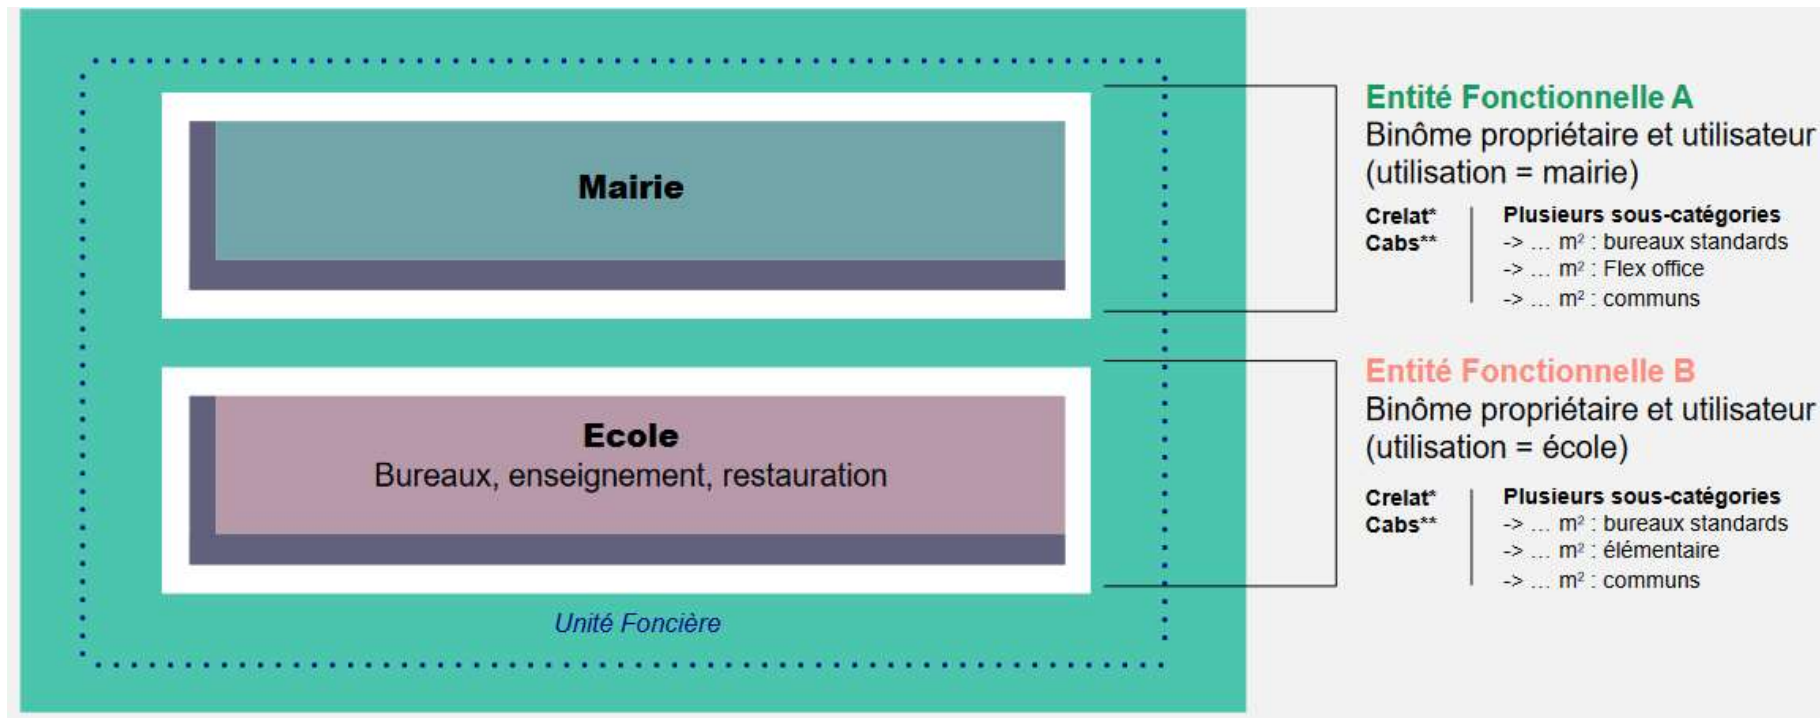 Mairie
Ecole
Bureaux, enseignement, restauration
Unité Foncière
Entité Fonctionnelle A
Binôme propriétaire et utilisateur
(utilisation = mairie)
Crelat*
Cabs**
Plusieurs sous-catégories
-> … m² : bureaux standards
-> … m² : Flex office
-> … m² : communs
Entité Fonctionnelle B
Binôme propriétaire et utilisateur
(utilisation = école)
Crelat*
Cabs**
Plusieurs sous-catégories
-> … m² : bureaux standards
-> … m² : élémentaire
-> … m² : communs